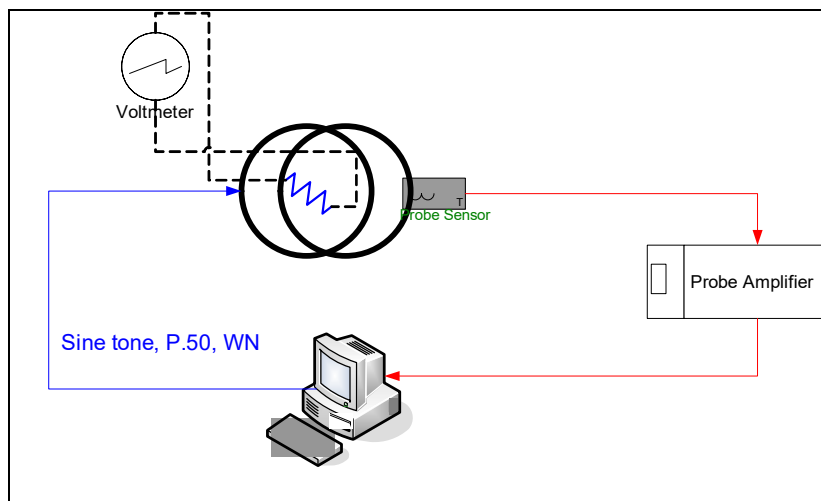 Voltmeter
T
Probe Sensor
Probe Amplifier
Sine tone, P.50, WN